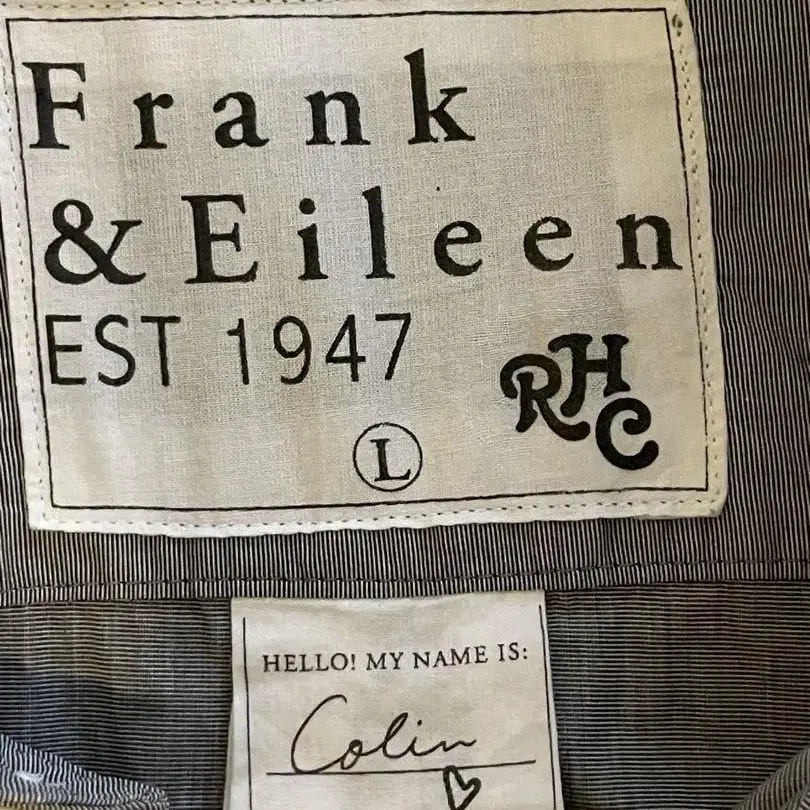 Frank
& Eileen
EST 1947
RHC
L
HELLO! MY NAME IS:
Colin